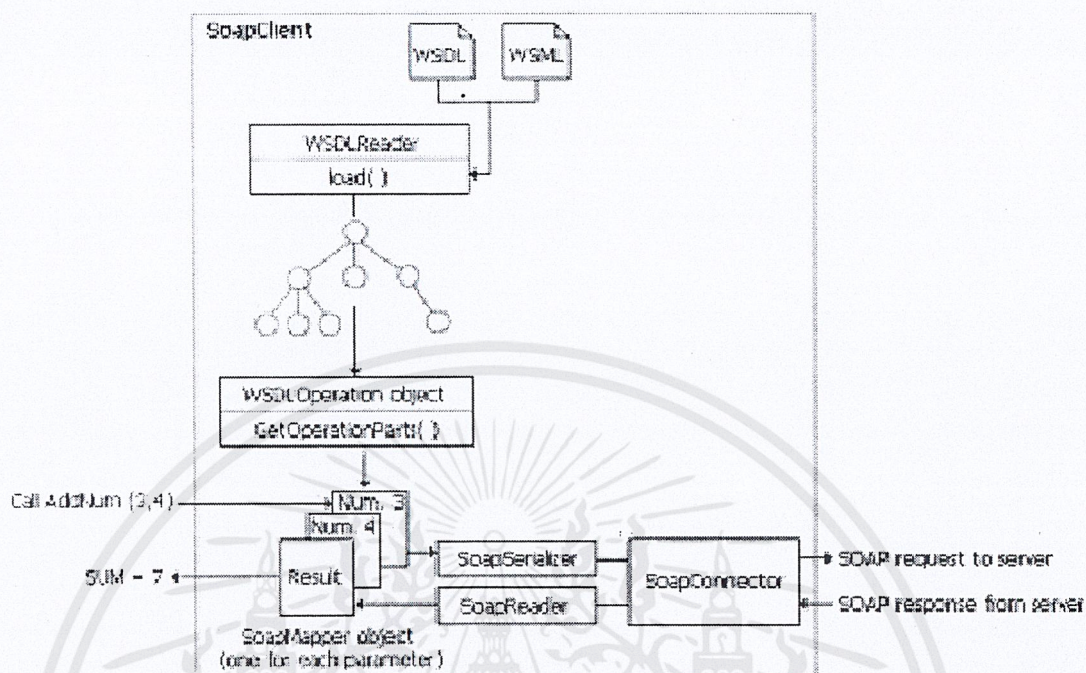 SoapClient
WSDL
WSML
WSDLReader
load( )
WSDLOperation object
GetOperationParts( )
Call AddNum (3,4)
Num. 3
Num. 4
Result
SUM = 7
SoapSerializer
SoapReader
SoapConnector
SOAP request to server
SOAP response from server
SoapMapper object
(one for each parameter)